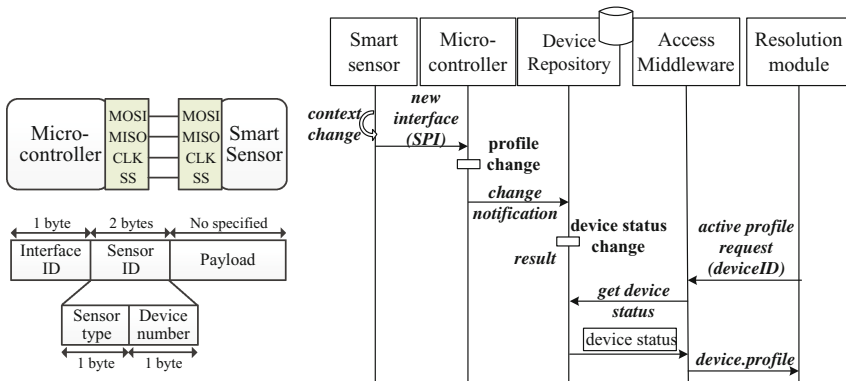 Micro-
controller
MOSI
MISO
CLK
SS
MOSI
MISO
CLK
SS
Smart
Sensor
1 byte
2 bytes
No specified
Interface
ID
Sensor
ID
Payload
Sensor
type
Device
number
1 byte
1 byte
Smart
sensor
Micro-
controller
Device
Repository
Access
Middleware
Resolution
module
context
change
new
interface
(SPI)
profile
change
change
notification
device status
change
result
active profile
request
(deviceID)
get device
status
device status
device.profile